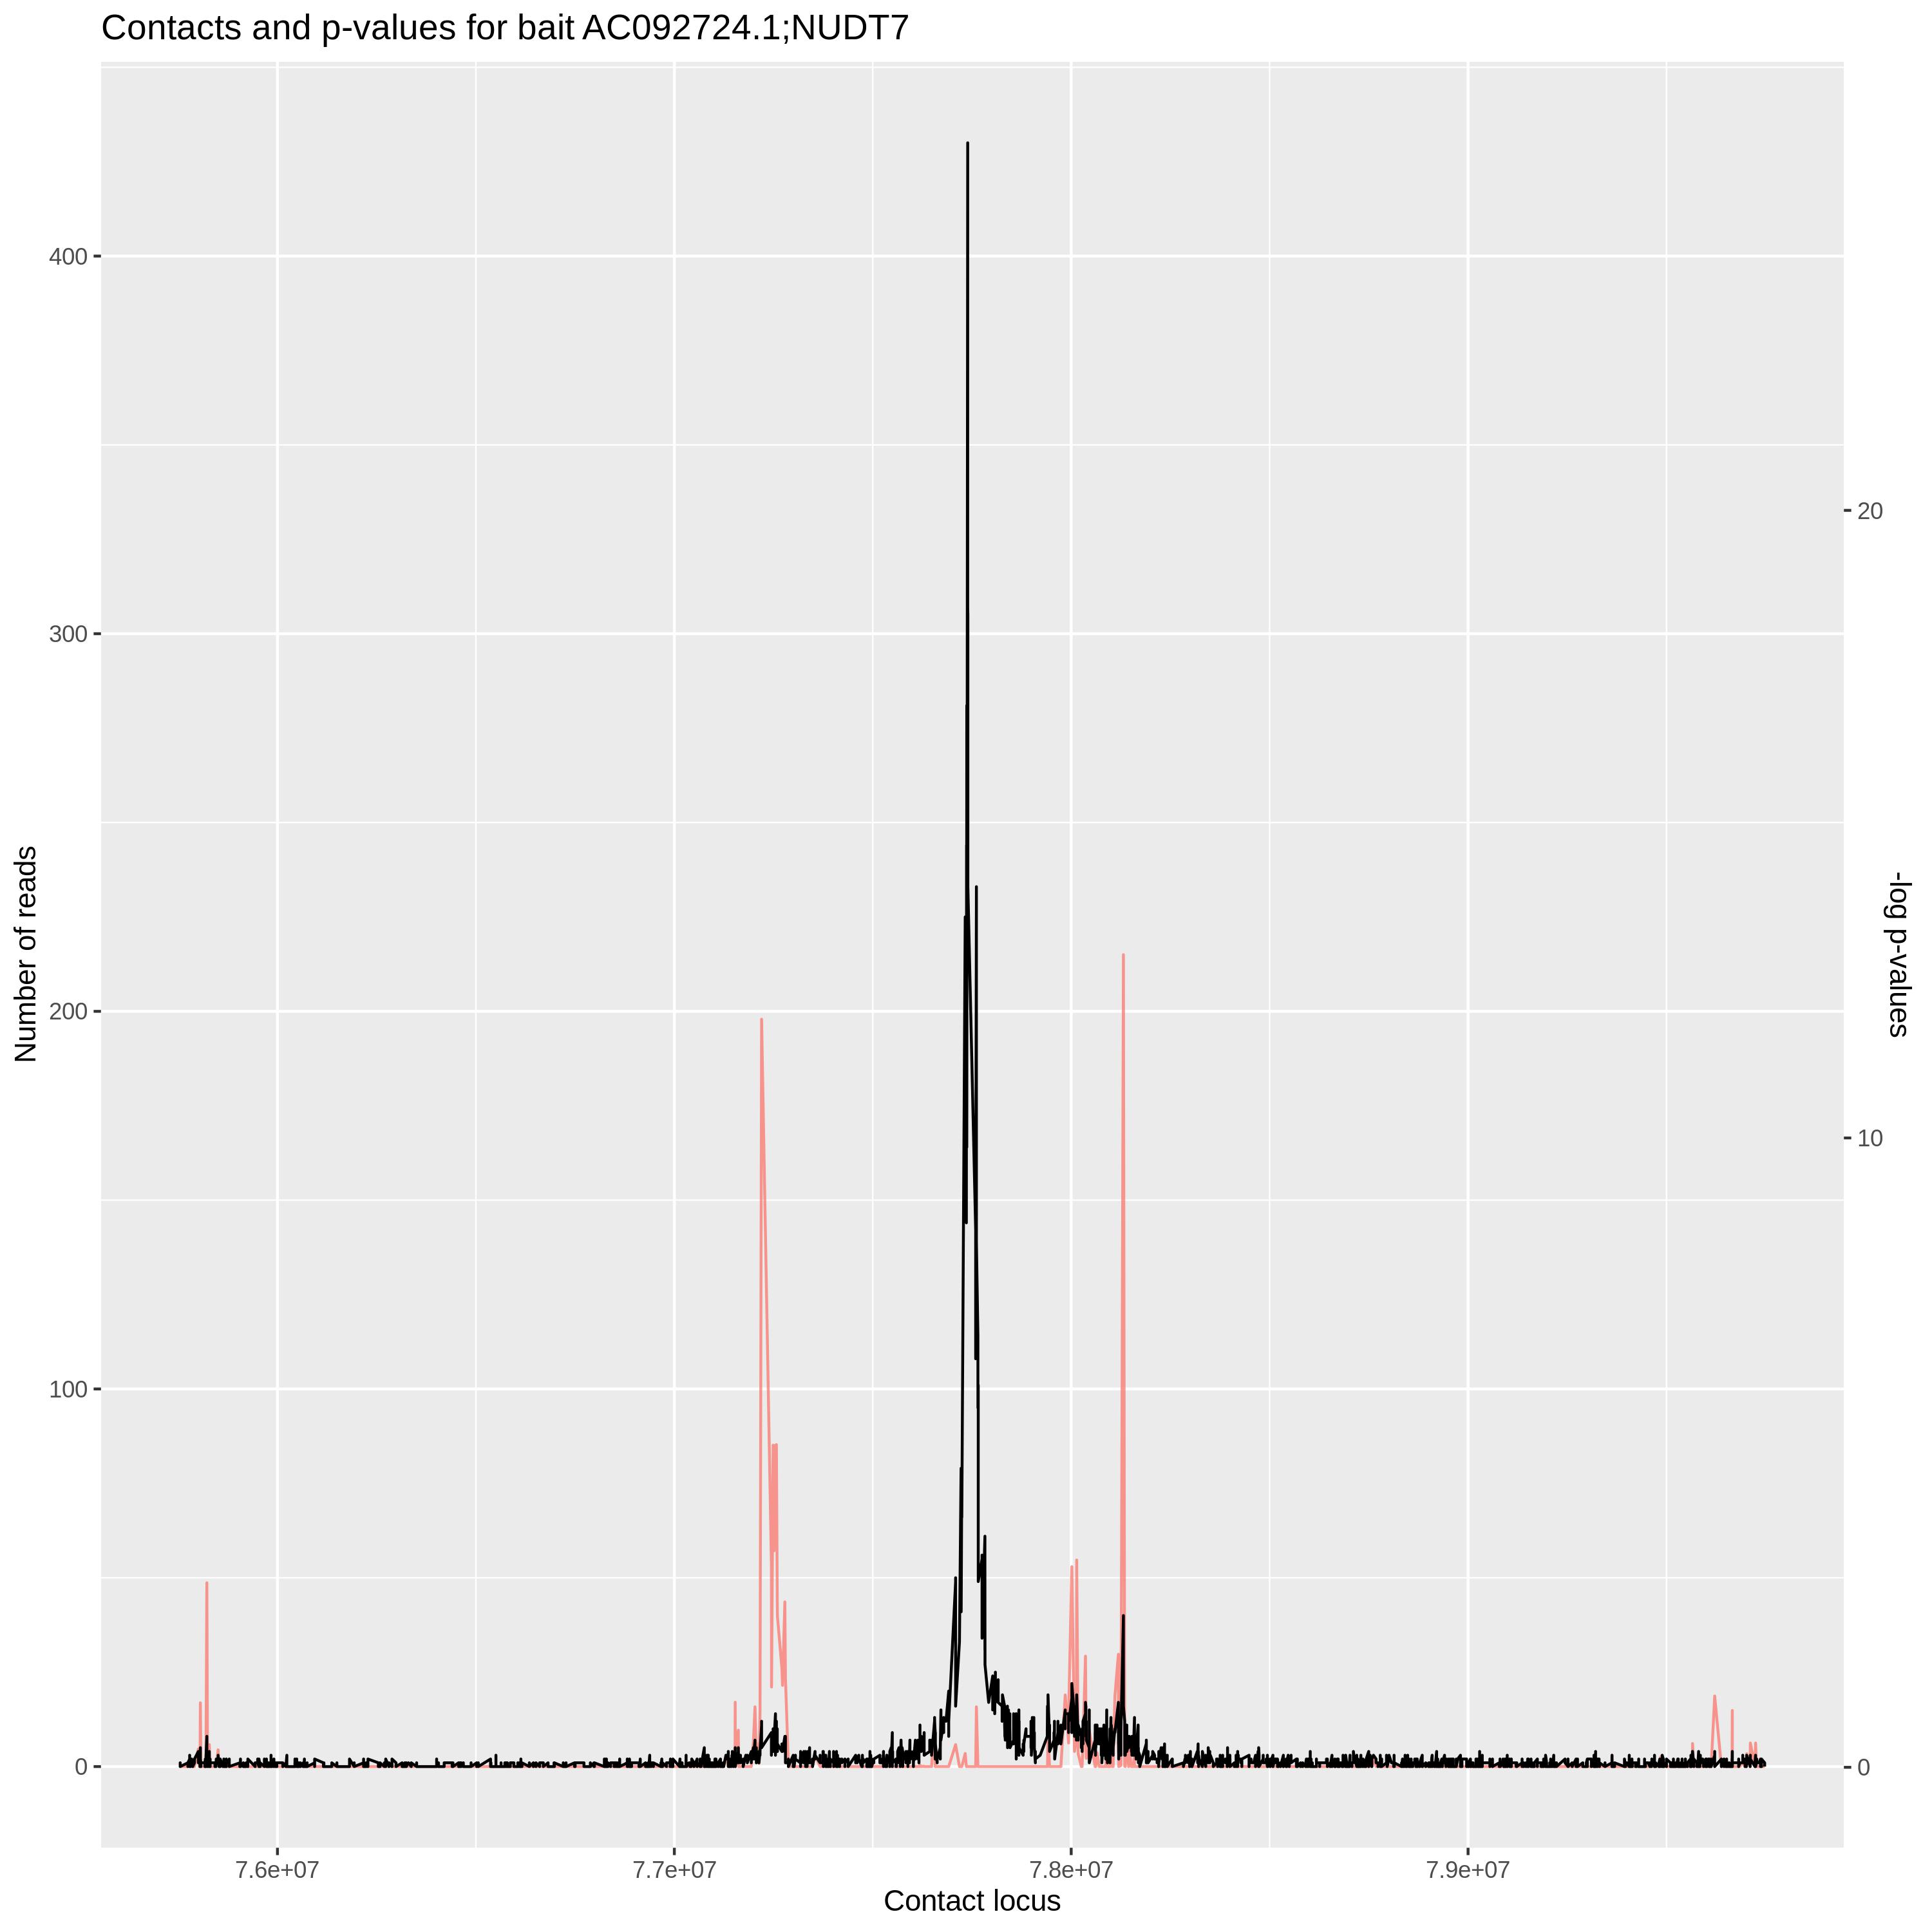 Contacts and p-values for bait AC092724.1;NUDT7
400
300
200
100
0
Number of reads
20
10
0
-log p-values
7.6e+07
7.7e+07
7.8e+07
7.9e+07
Contact locus